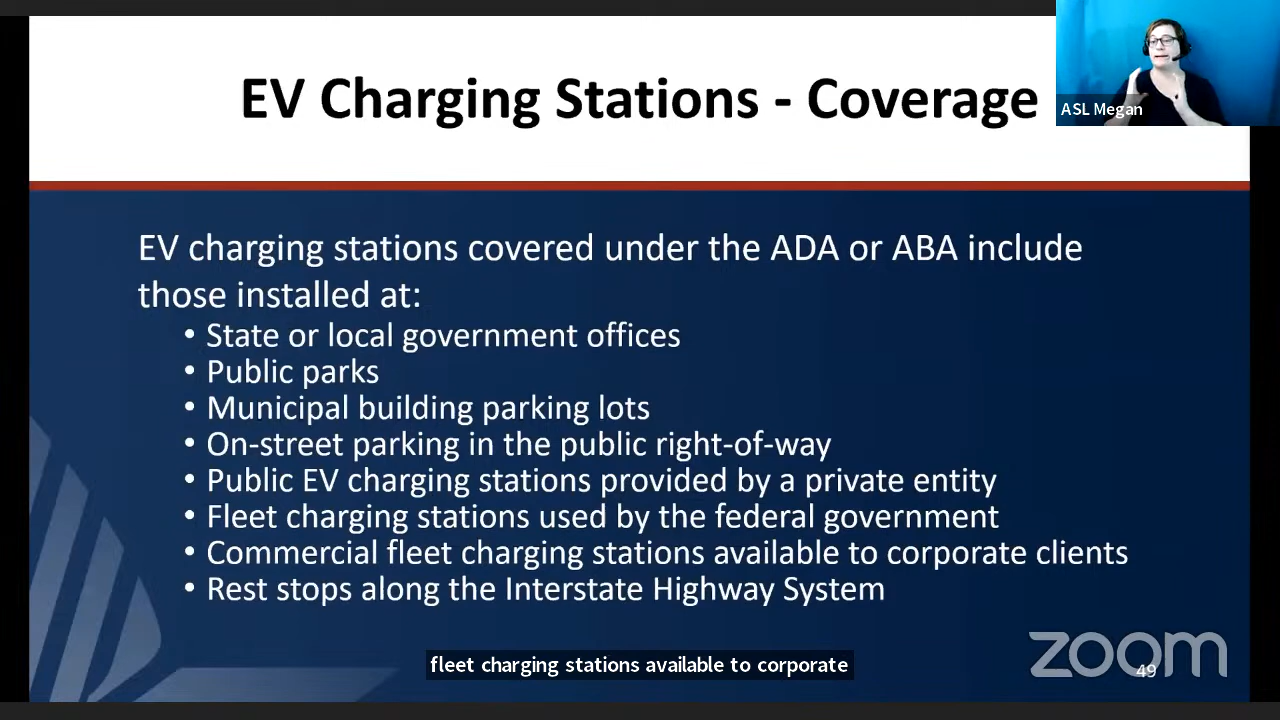 EV Charging Stations - Coverage
ASL Megan
EV charging stations covered under the ADA or ABA include
those installed at:
• State or local government offices
• Public parks
• Municipal building parking lots
• On-street parking in the public right-of-way
• Public EV charging stations provided by a private entity
• Fleet charging stations used by the federal government
• Commercial fleet charging stations available to corporate clients
• Rest stops along the Interstate Highway System
fleet charging stations available to corporate
zoom
49